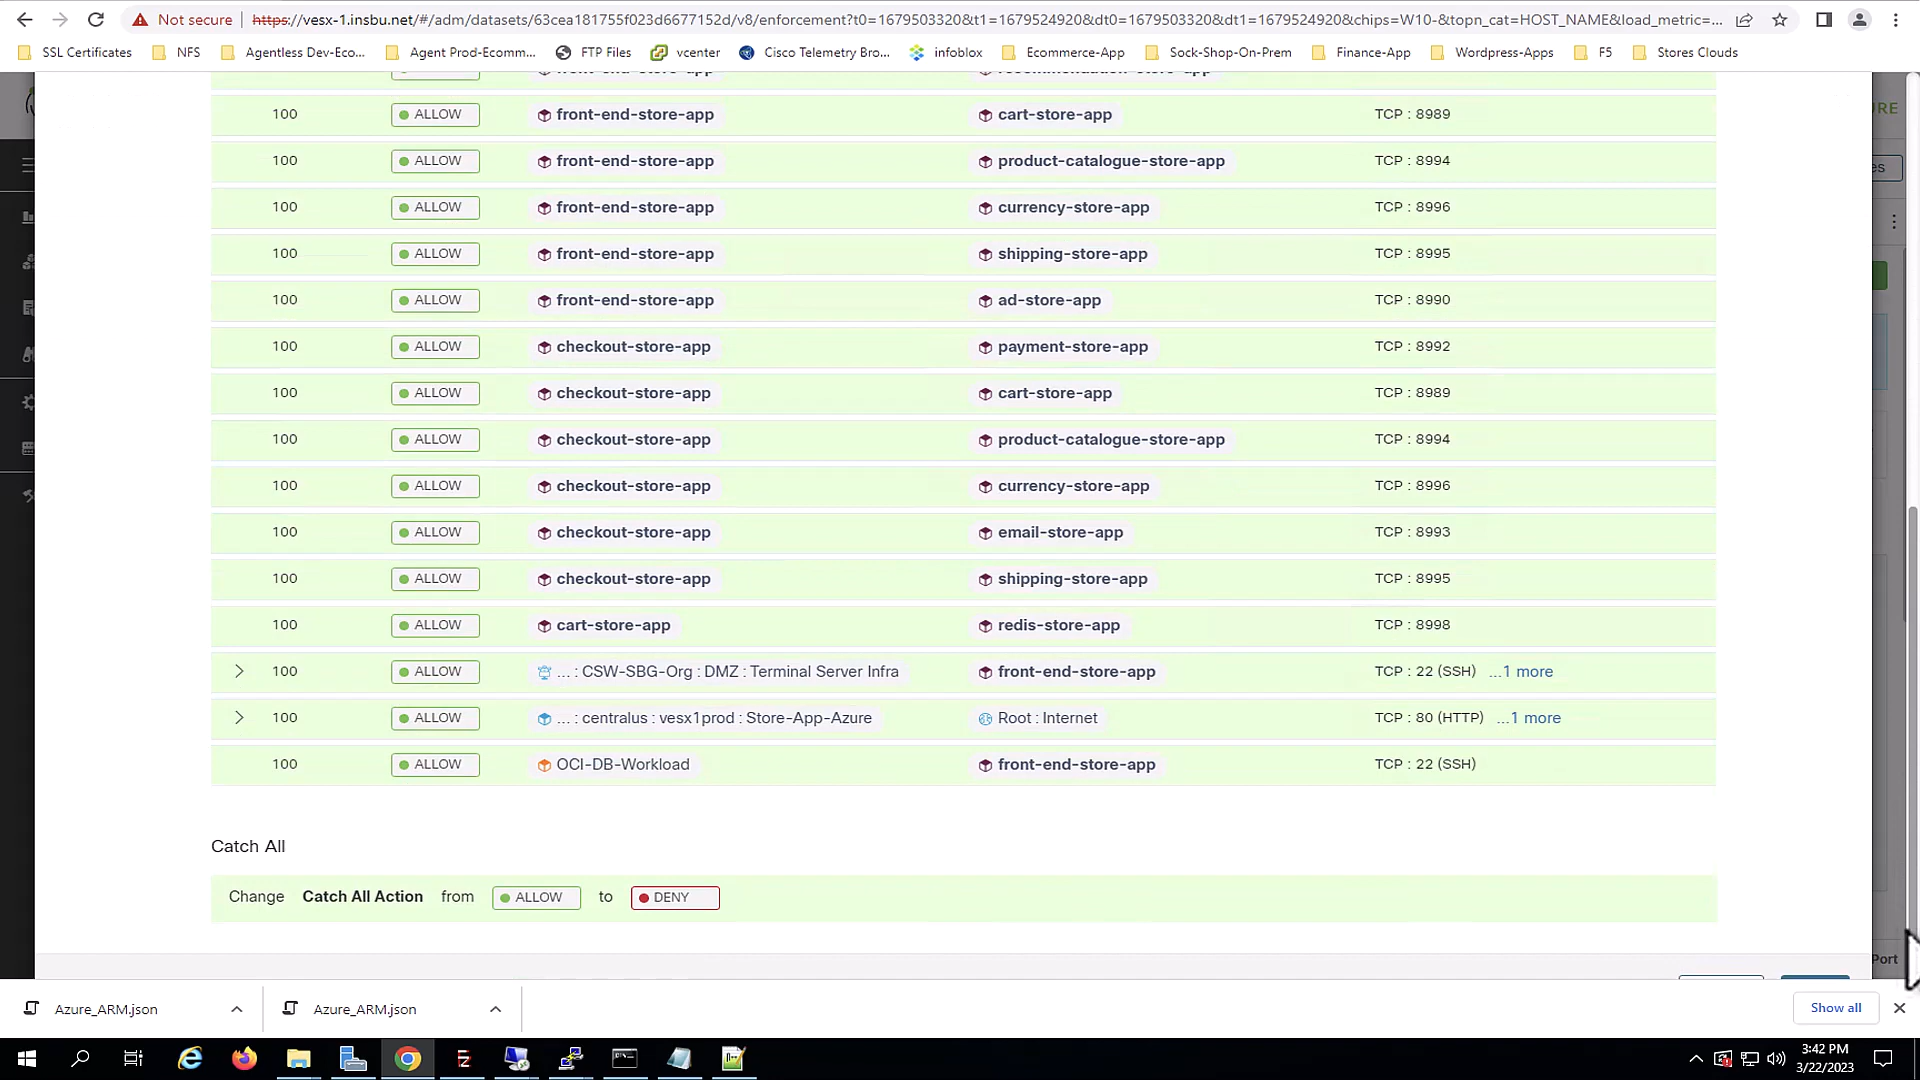 Not secure https://vesx-1.insbu.net/#/adm/datasets/63cea181755f023d6677152d/v8/enforcement?t0=1679503320&t1=1679524920&dt0=1679503320&dt1=1679524920&chips=W10-&topn_cat=HOST_NAME&load_metric=...
SSL Certificates NFS Agentless Dev-Eco... Agent Prod-Ecomm... FTP Files vcenter Cisco Telemetry Bro... infoblox Ecommerce-App Sock-Shop-On-Prem Finance-App Wordpress-Apps F5 Stores Clouds
front-end-store-app recommendation-store-app
100 ALLOW front-end-store-app cart-store-app TCP : 8989
100 ALLOW front-end-store-app product-catalogue-store-app TCP : 8994
100 ALLOW front-end-store-app currency-store-app TCP : 8996
100 ALLOW front-end-store-app shipping-store-app TCP : 8995
100 ALLOW front-end-store-app ad-store-app TCP : 8990
100 ALLOW checkout-store-app payment-store-app TCP : 8992
100 ALLOW checkout-store-app cart-store-app TCP : 8989
100 ALLOW checkout-store-app product-catalogue-store-app TCP : 8994
100 ALLOW checkout-store-app currency-store-app TCP : 8996
100 ALLOW checkout-store-app email-store-app TCP : 8993
100 ALLOW checkout-store-app shipping-store-app TCP : 8995
100 ALLOW cart-store-app redis-store-app TCP : 8998
100 ALLOW ... : CSW-SBG-Org : DMZ : Terminal Server Infra front-end-store-app TCP : 22 (SSH) ...1 more
100 ALLOW ... : centralus : vesx1prod : Store-App-Azure Root : Internet TCP : 80 (HTTP) ...1 more
100 ALLOW OCI-DB-Workload front-end-store-app TCP : 22 (SSH)
Catch All
Change Catch All Action from ALLOW to DENY
Port
Azure_ARM.json Azure_ARM.json Show all
3:42 PM
3/22/2023